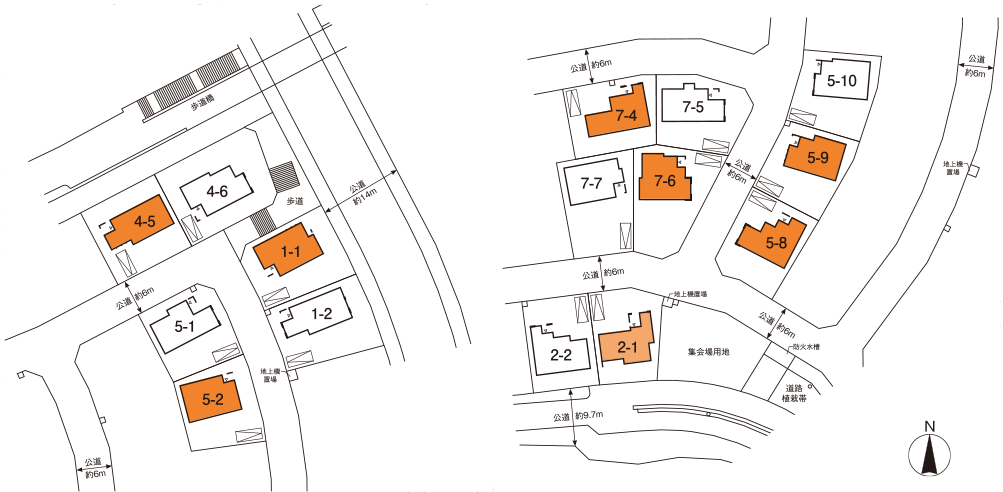 歩道橋
4-6
4-5
歩道
公道
約14m
1-1
公道 約6m
5-1
1-2
地上機
置場
5-2
公道
約6m
公道 約6m
7-4
7-5
5-10
公道
約6m
5-9
地上機
置場
公道
約6m
7-7
7-6
5-8
公道 約6m
地上機置場
公道 約6m
2-2
2-1
集会場用地
防火水槽
道路
植栽帯
公道 約9.7m
N